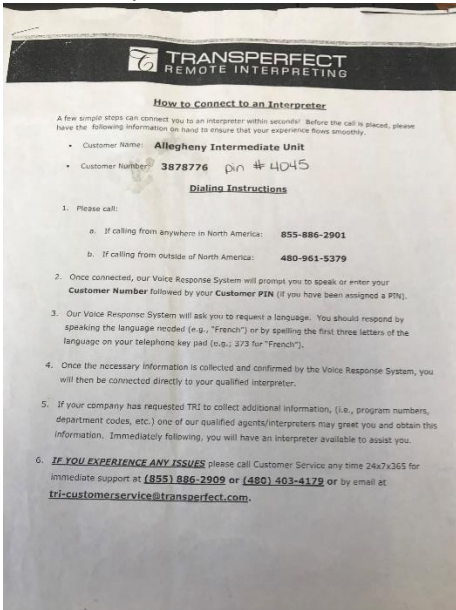 TRANSPERFECT
REMOTE INTERPRETING
How to Connect to an Interpreter
A few simple steps can connect you to an interpreter within seconds! Before the call is placed, please
have the following information on hand to ensure that your experience flows smoothly.
• Customer Name: Allegheny Intermediate Unit
• Customer Number: 3878776 pin # 4045
Dialing Instructions
1. Please call:
a. If calling from anywhere in North America: 855-886-2901
b. If calling from outside of North America: 480-961-5379
2. Once connected, our Voice Response System will prompt you to speak or enter your
Customer Number followed by your Customer PIN (if you have been assigned a PIN).
3. Our Voice Response System will ask you to request a language. You should respond by
speaking the language needed (e.g., "French") or by spelling the first three letters of the
language on your telephone key pad (e.g.; 373 for "French").
4. Once the necessary information is collected and confirmed by the Voice Response System, you
will then be connected directly to your qualified interpreter.
5. If your company has requested TRI to collect additional information, (i.e., program numbers,
department codes, etc.) one of our qualified agents/interpreters may greet you and obtain this
information. Immediately following, you will have an interpreter available to assist you.
6. IF YOU EXPERIENCE ANY ISSUES please call Customer Service any time 24x7x365 for
immediate support at (855) 886-2909 or (480) 403-4179 or by email at
tri-customerservice@transperfect.com.